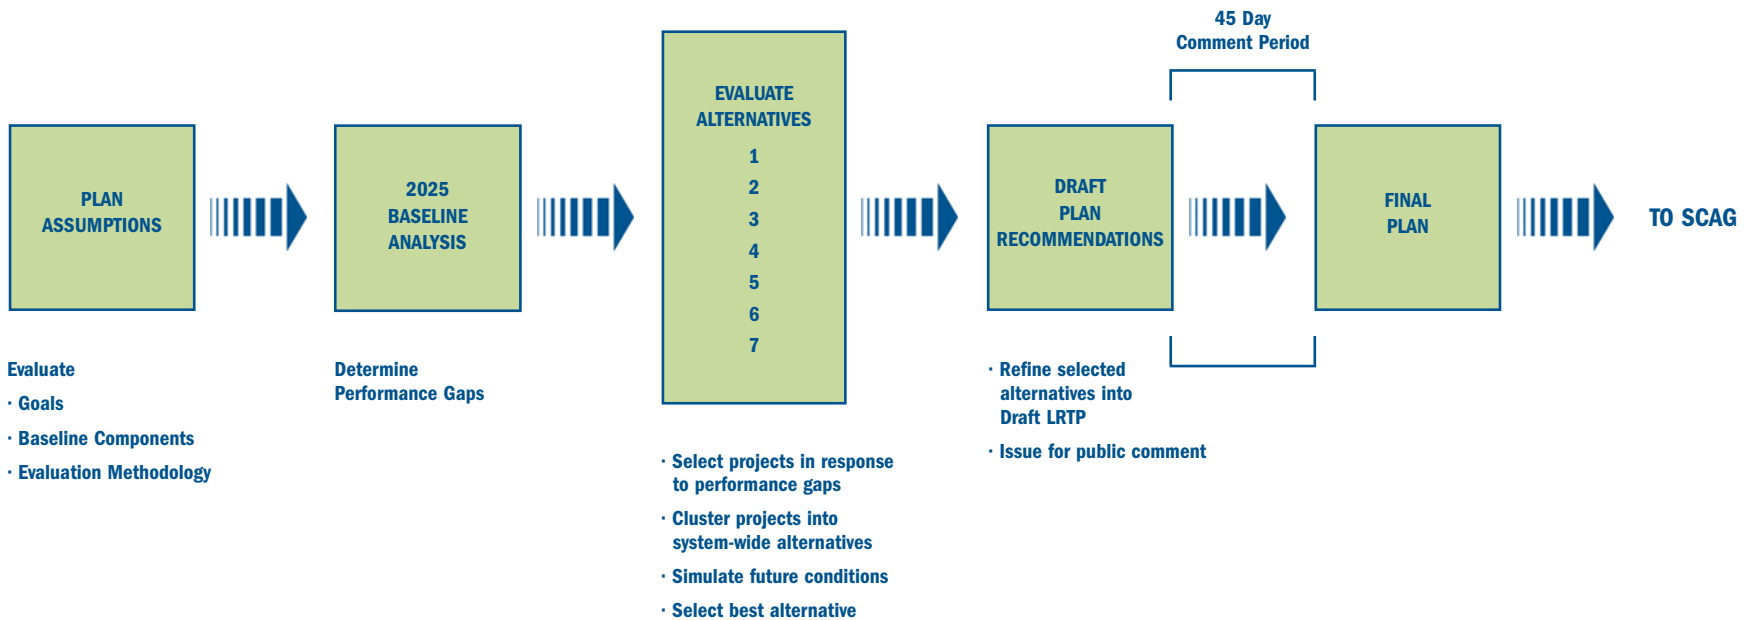 PLAN
ASSUMPTIONS
Evaluate
· Goals
· Baseline Components
· Evaluation Methodology
2025
BASELINE
ANALYSIS
Determine
Performance Gaps
EVALUATE
ALTERNATIVES
1
2
3
4
5
6
7
· Select projects in response
to performance gaps
· Cluster projects into
system-wide alternatives
· Simulate future conditions
· Select best alternative
DRAFT
PLAN
RECOMMENDATIONS
· Refine selected
alternatives into
Draft LRTP
· Issue for public comment
45 Day
Comment Period
FINAL
PLAN
TO SCAG